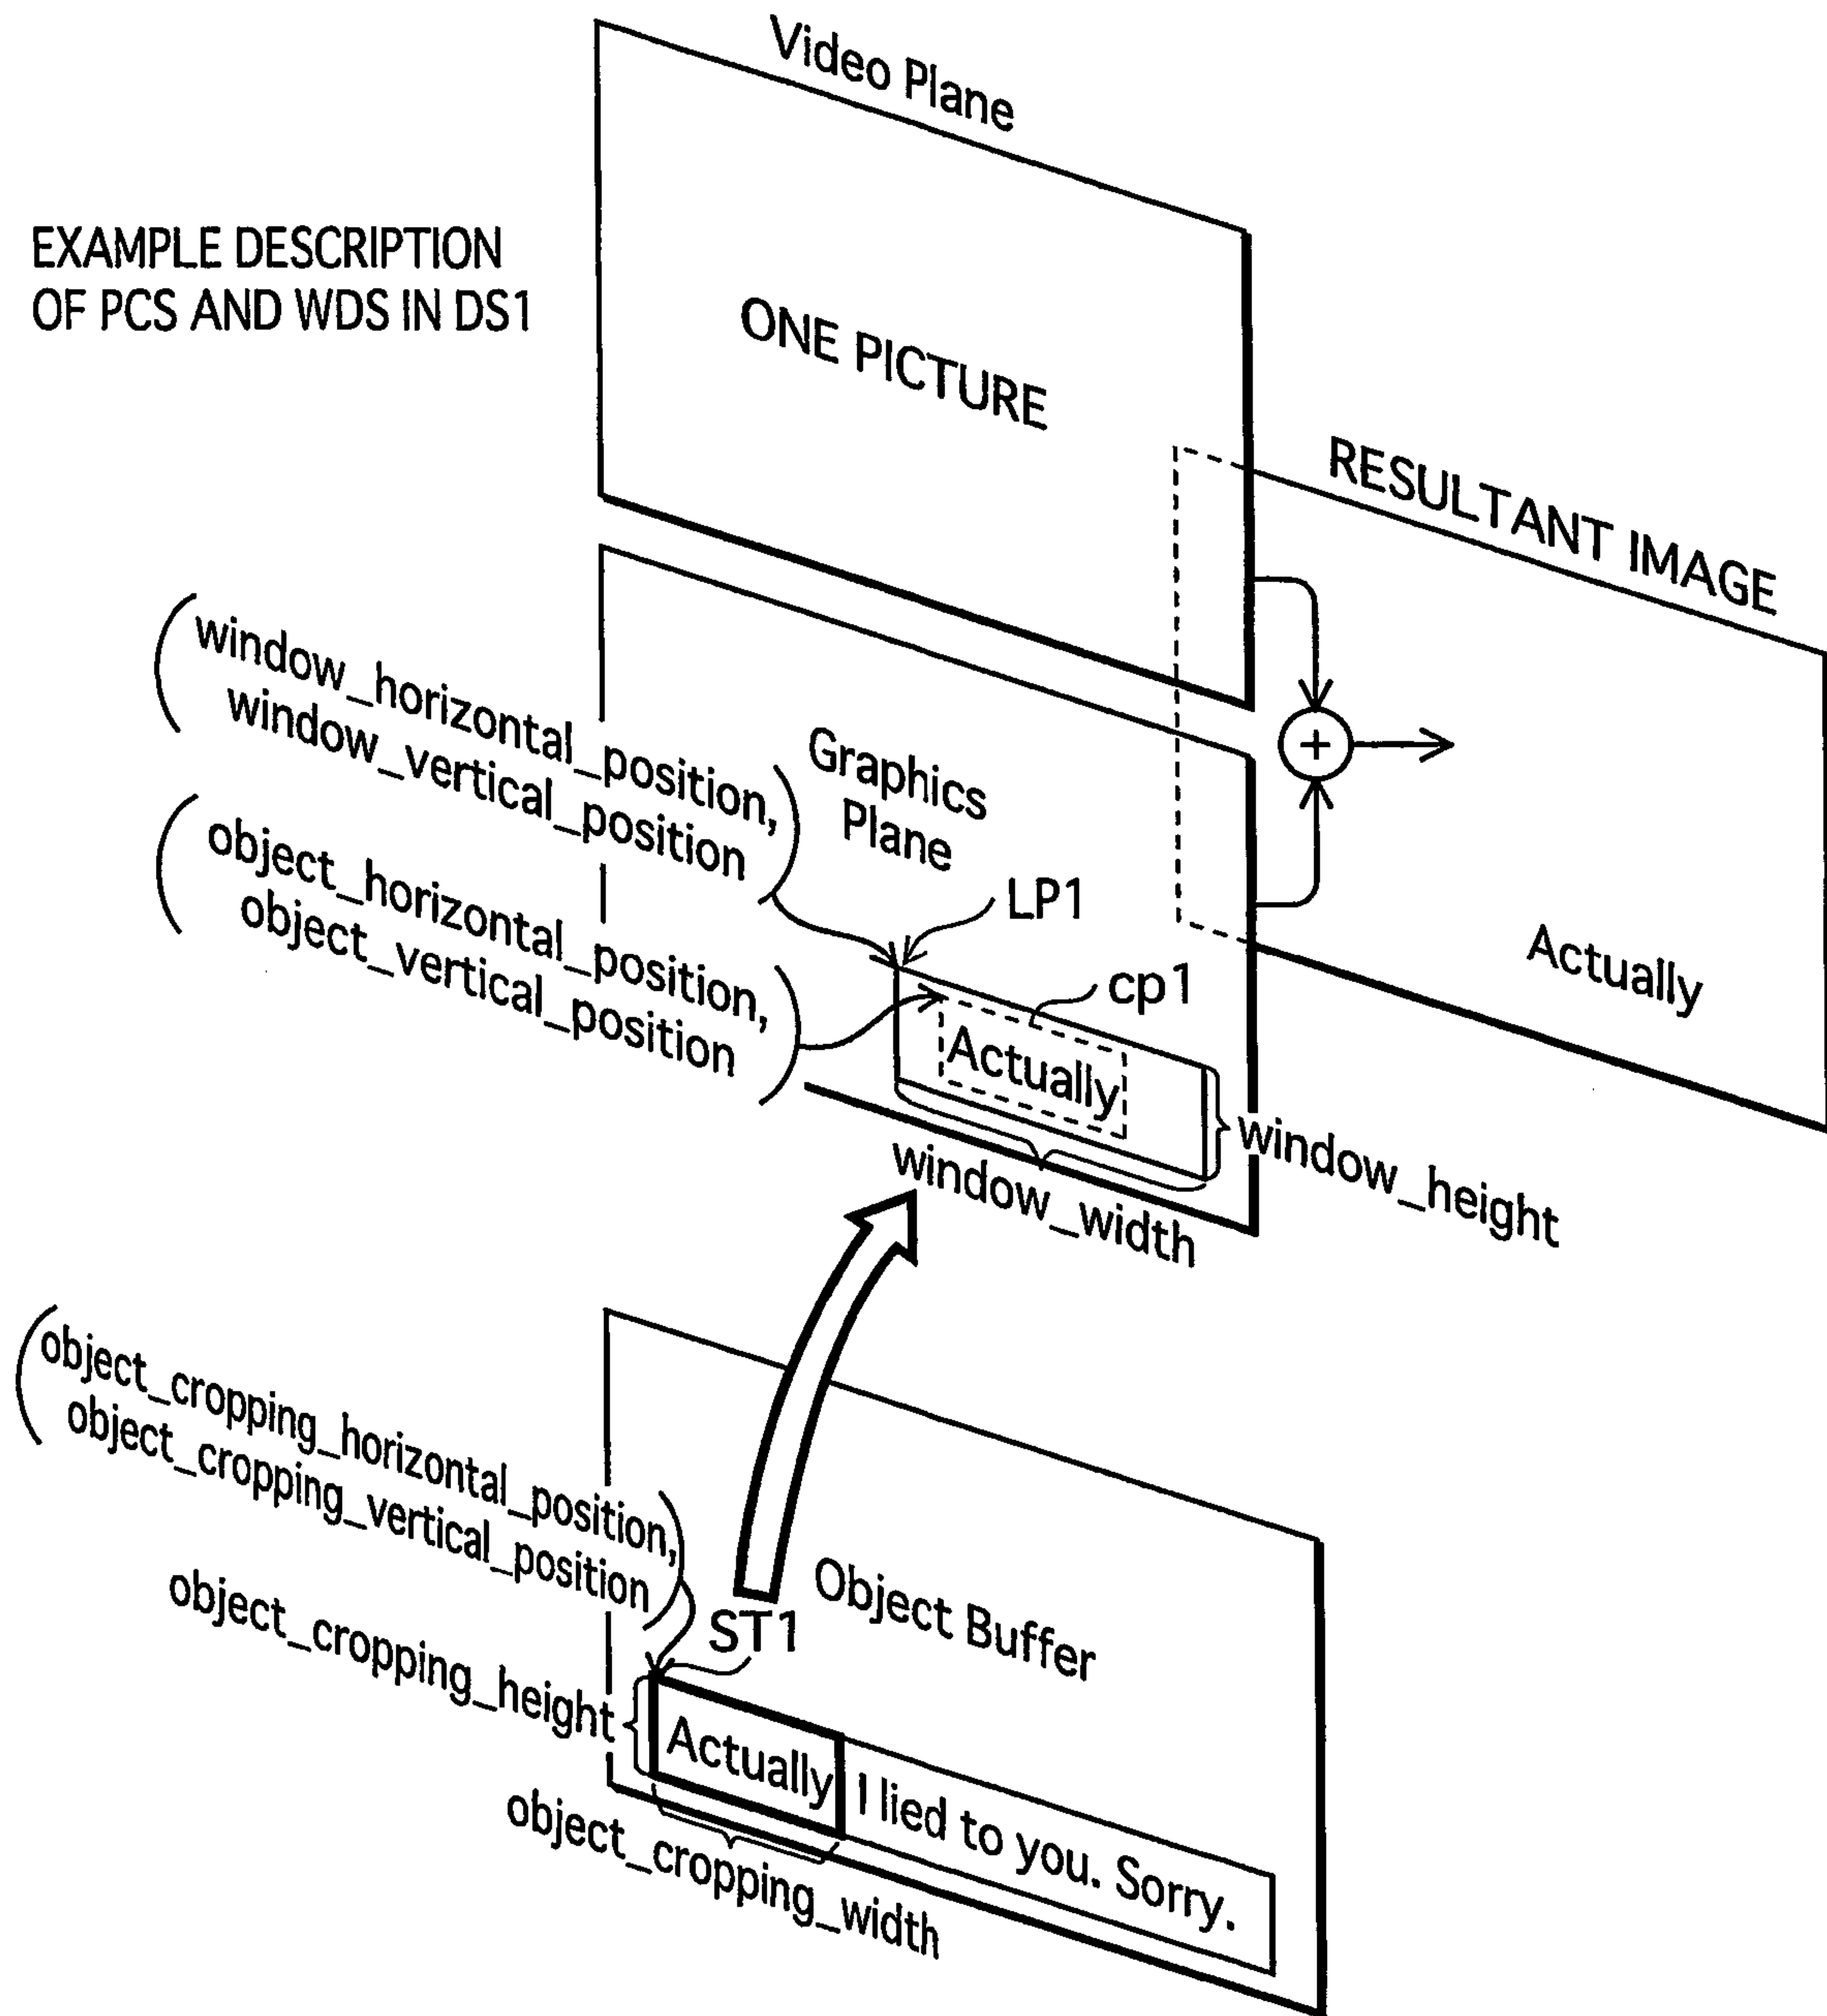 Video Plane
EXAMPLE DESCRIPTION
OF PCS AND WDS IN DS1
ONE PICTURE
RESULTANT IMAGE
(window_horizontal_position,
window_vertical_position)
Graphics
Plane
(object_horizontal_position,
object_vertical_position)
LP1
cp1
Actually
Actually
+
window_height
window_width
(object_cropping_horizontal_position,
object_cropping_vertical_position)
object_cropping_height
ST1
Object Buffer
Actually I lied to you. Sorry.
object_cropping_width